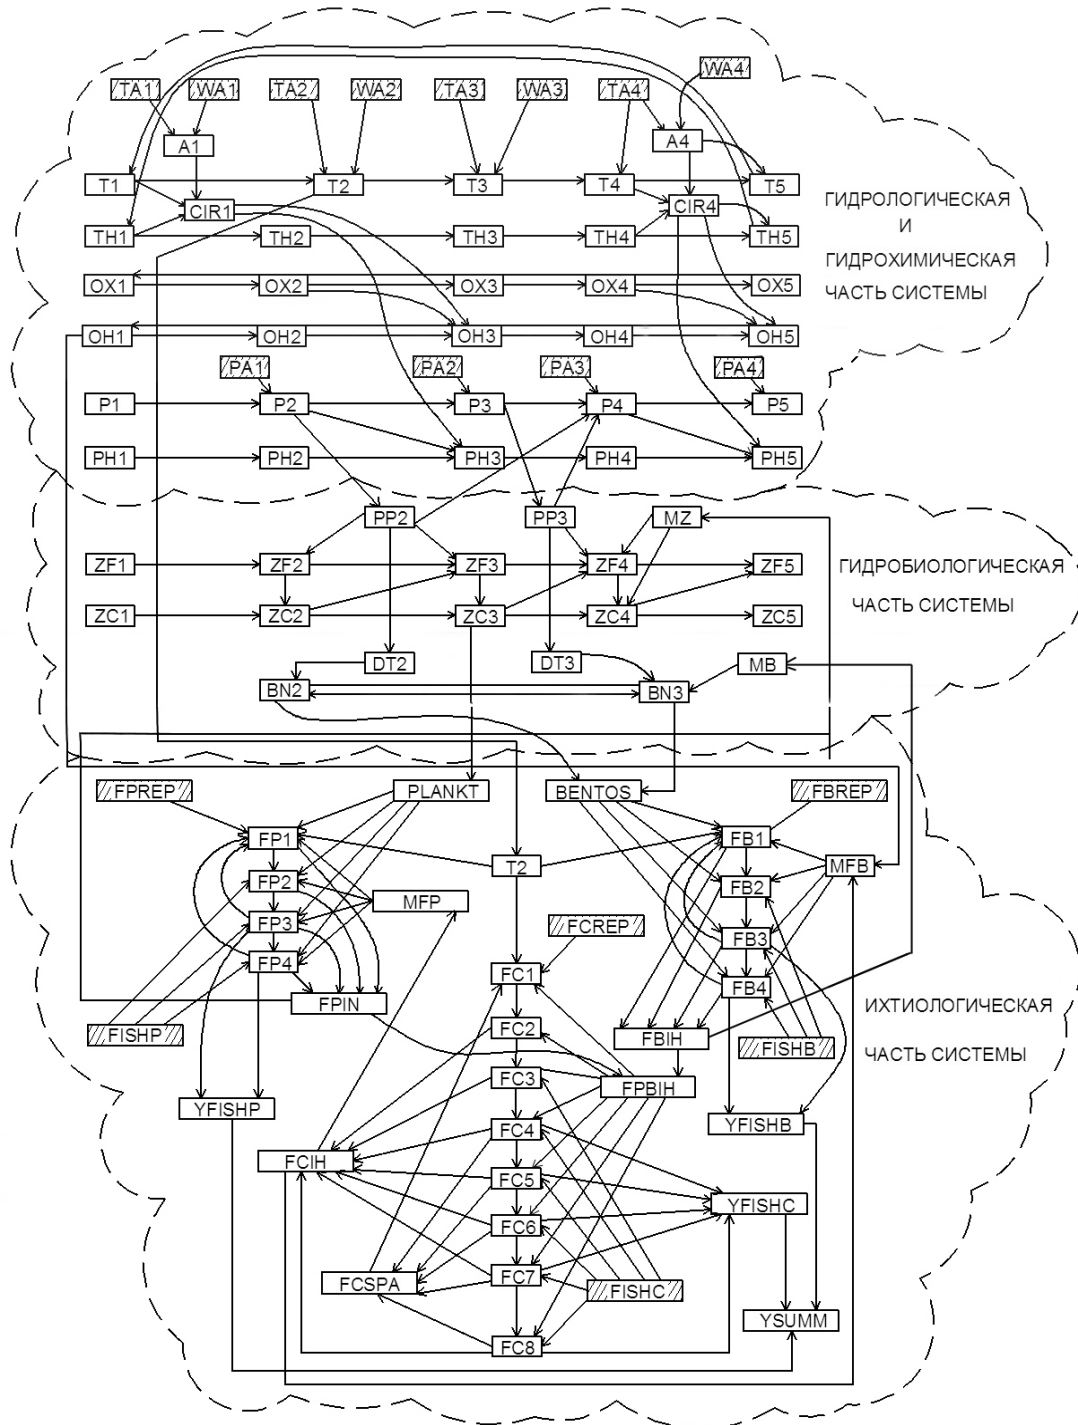 WA4
TA1 WA1 TA2 WA2 TA3 WA3 TA4
A1 A4
T1 T2 T3 T4 T5
CIR1 CIR4
TH1 TH2 TH3 TH4 TH5
OX1 OX2 OX3 OX4 OX5
OH1 OH2 OH3 OH4 OH5
PA1 PA2 PA3 PA4
P1 P2 P3 P4 P5
PH1 PH2 PH3 PH4 PH5
ГИДРОЛОГИЧЕСКАЯ
И
ГИДРОХИМИЧЕСКАЯ
ЧАСТЬ СИСТЕМЫ
PP2 PP3 MZ
ZF1 ZF2 ZF3 ZF4 ZF5
ZC1 ZC2 ZC3 ZC4 ZC5
DT2 DT3 MB
BN2 BN3
ГИДРОБИОЛОГИЧЕСКАЯ
ЧАСТЬ СИСТЕМЫ
FPREP PLANKT BENTOS FBREP
FP1 FB1
T2 MFB
FP2 FB2
MFP
FP3 FCREP FB3
FP4 FC1 FB4
FPIN
FISHP FC2 FBIH FISHB
FC3 FPBIH
YFISHP YFISHB
FC4
FCIH
FC5
YFISHC
FC6
FCSPA FC7 FISHC
YSUMM
FC8
ИХТИОЛОГИЧЕСКАЯ
ЧАСТЬ СИСТЕМЫ